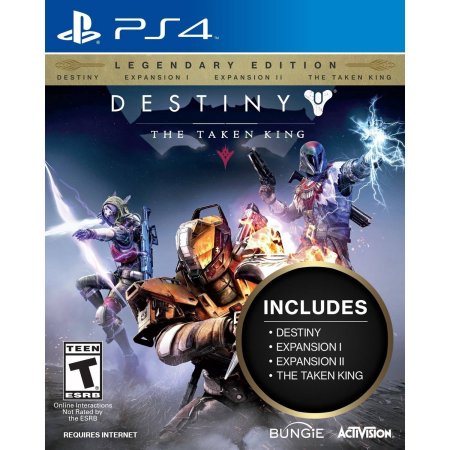 PS4
LEGENDARY EDITION
DESTINY EXPANSION I EXPANSION II THE TAKEN KING
DESTINY
THE TAKEN KING
INCLUDES
• DESTINY
• EXPANSION I
• EXPANSION II
• THE TAKEN KING
TEEN
T
ESRB
Online Interactions
Not Rated by
the ESRB
REQUIRES INTERNET
BUNGiE ACTIVISION.